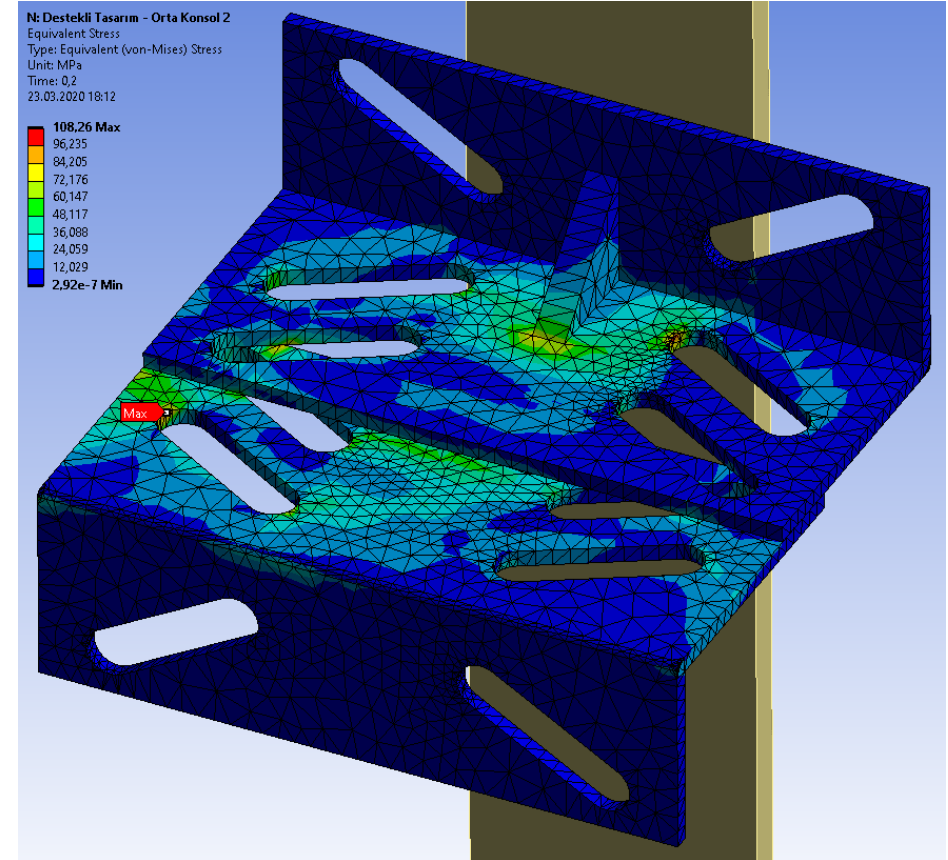 N: Destekli Tasarım - Orta Konsol 2
Equivalent Stress
Type: Equivalent (von-Mises) Stress
Unit: MPa
Time: 0,2
23.03.2020 18:12
108,26 Max
96,235
84,205
72,176
60,147
48,117
36,088
24,059
12,029
2,92e-7 Min
Max